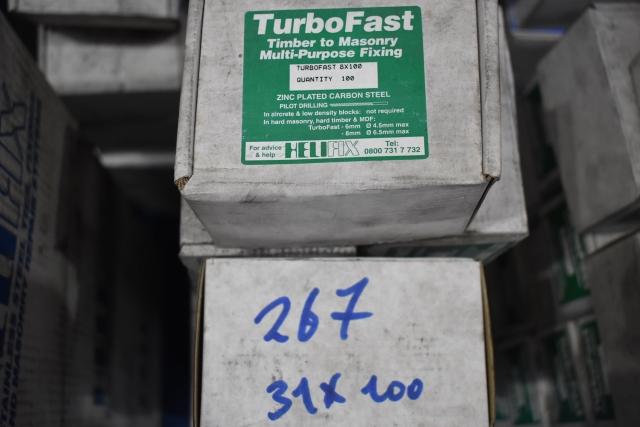 TurboFast
Timber to Masonry
Multi-Purpose Fixing
TURBOFAST 8X100
QUANTITY 100
ZINC PLATED CARBON STEEL
PILOT DRILLING
In aircrete & low density blocks: not required
In hard masonry, hard timber & MDF:
TurboFast - 6mm Ø 4.5mm max
- 8mm Ø 6.5mm max
For advice & help HELIFIX Tel: 0800 731 7 732
267
31X100